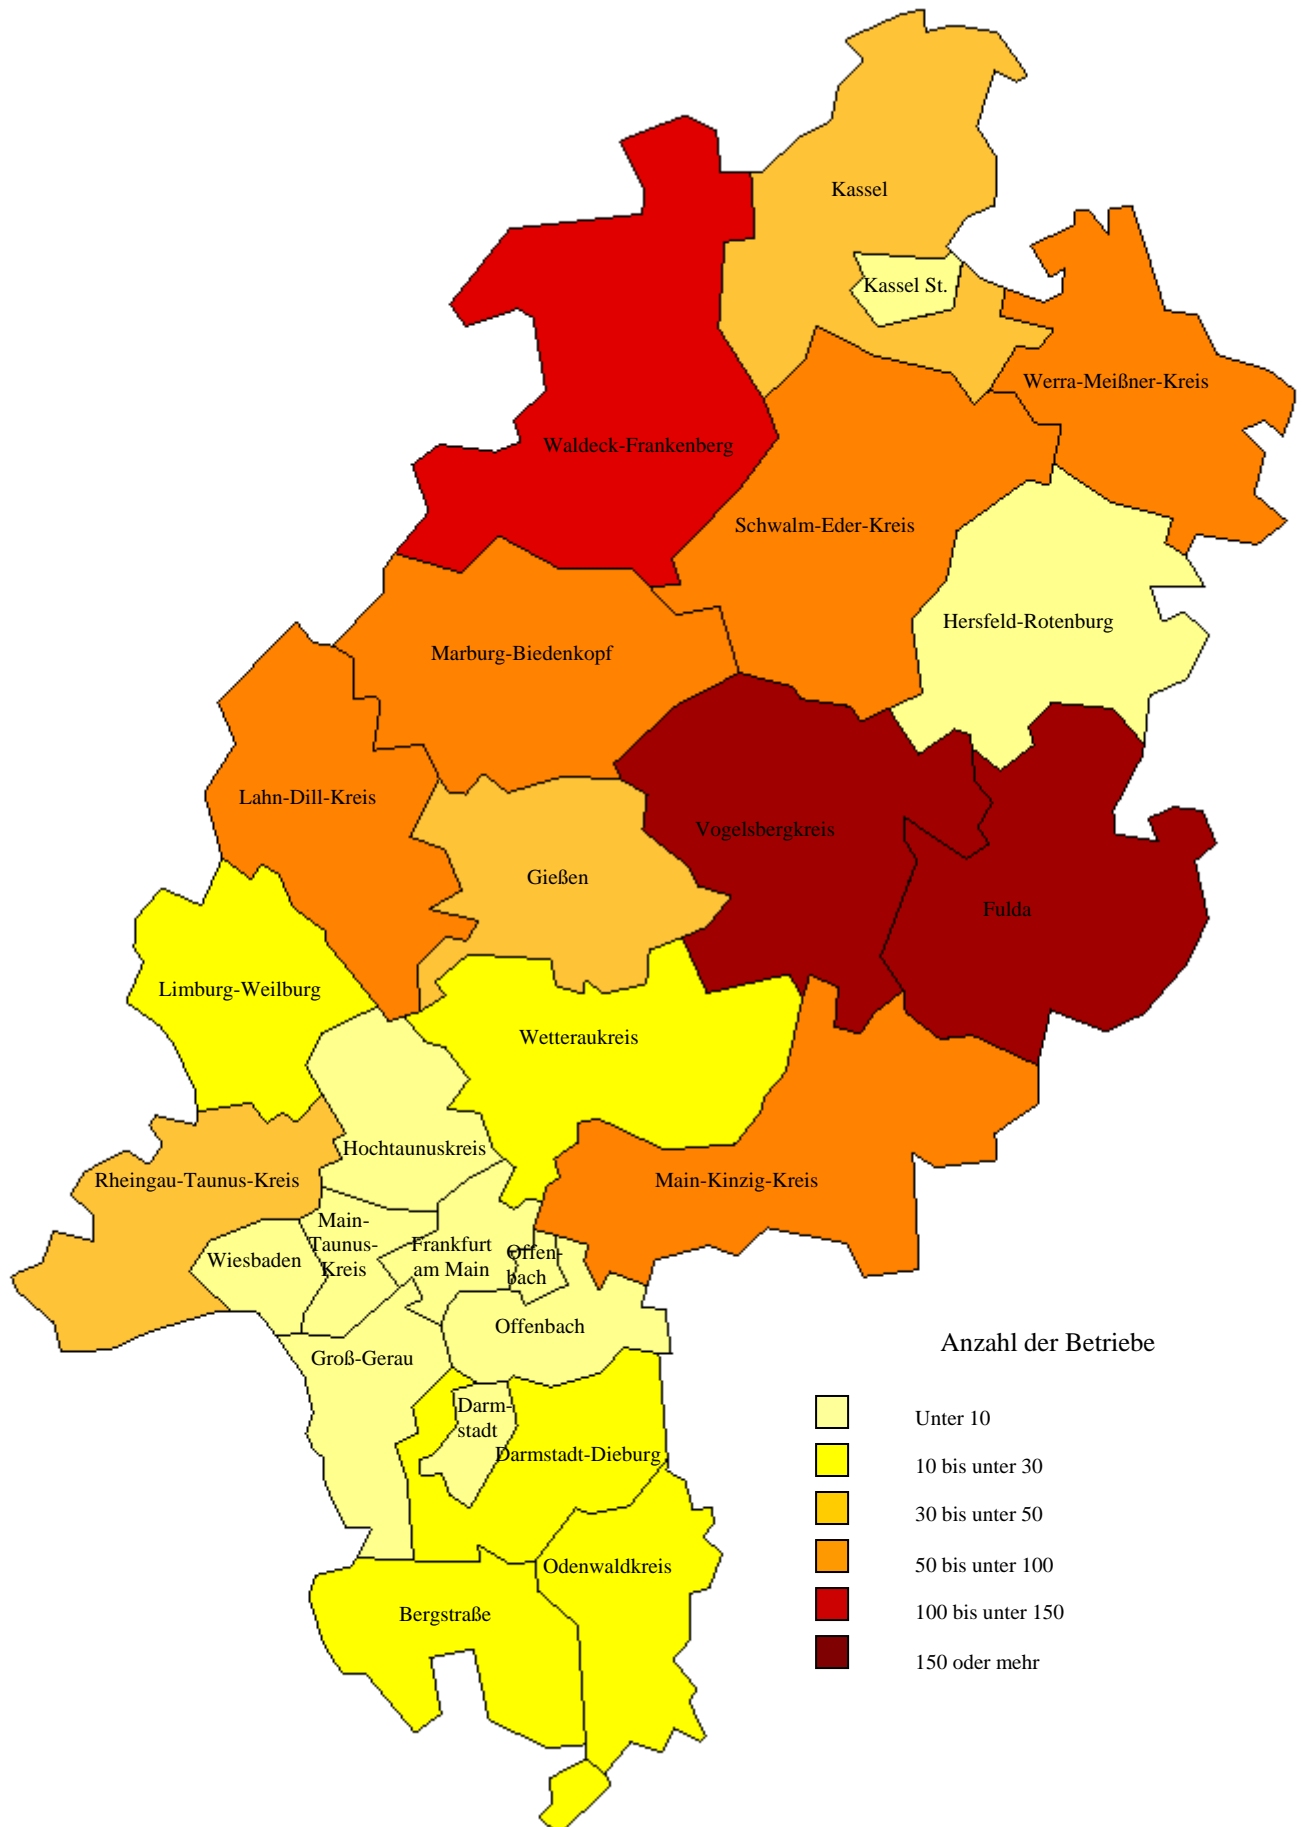 Kassel
Kassel St.
Werra-Meißner-Kreis
Waldeck-Frankenberg
Schwalm-Eder-Kreis
Hersfeld-Rotenburg
Marburg-Biedenkopf
Lahn-Dill-Kreis
Vogelsbergkreis
Gießen
Fulda
Limburg-Weilburg
Wetteraukreis
Hochtaunuskreis
Rheingau-Taunus-Kreis
Main-Kinzig-Kreis
Main-
Taunus-
Kreis
Wiesbaden
Frankfurt
am Main
Offen-
bach
Offenbach
Groß-Gerau
Darm-
stadt
Darmstadt-Dieburg
Odenwaldkreis
Bergstraße
Anzahl der Betriebe
Unter 10
10 bis unter 30
30 bis unter 50
50 bis unter 100
100 bis unter 150
150 oder mehr